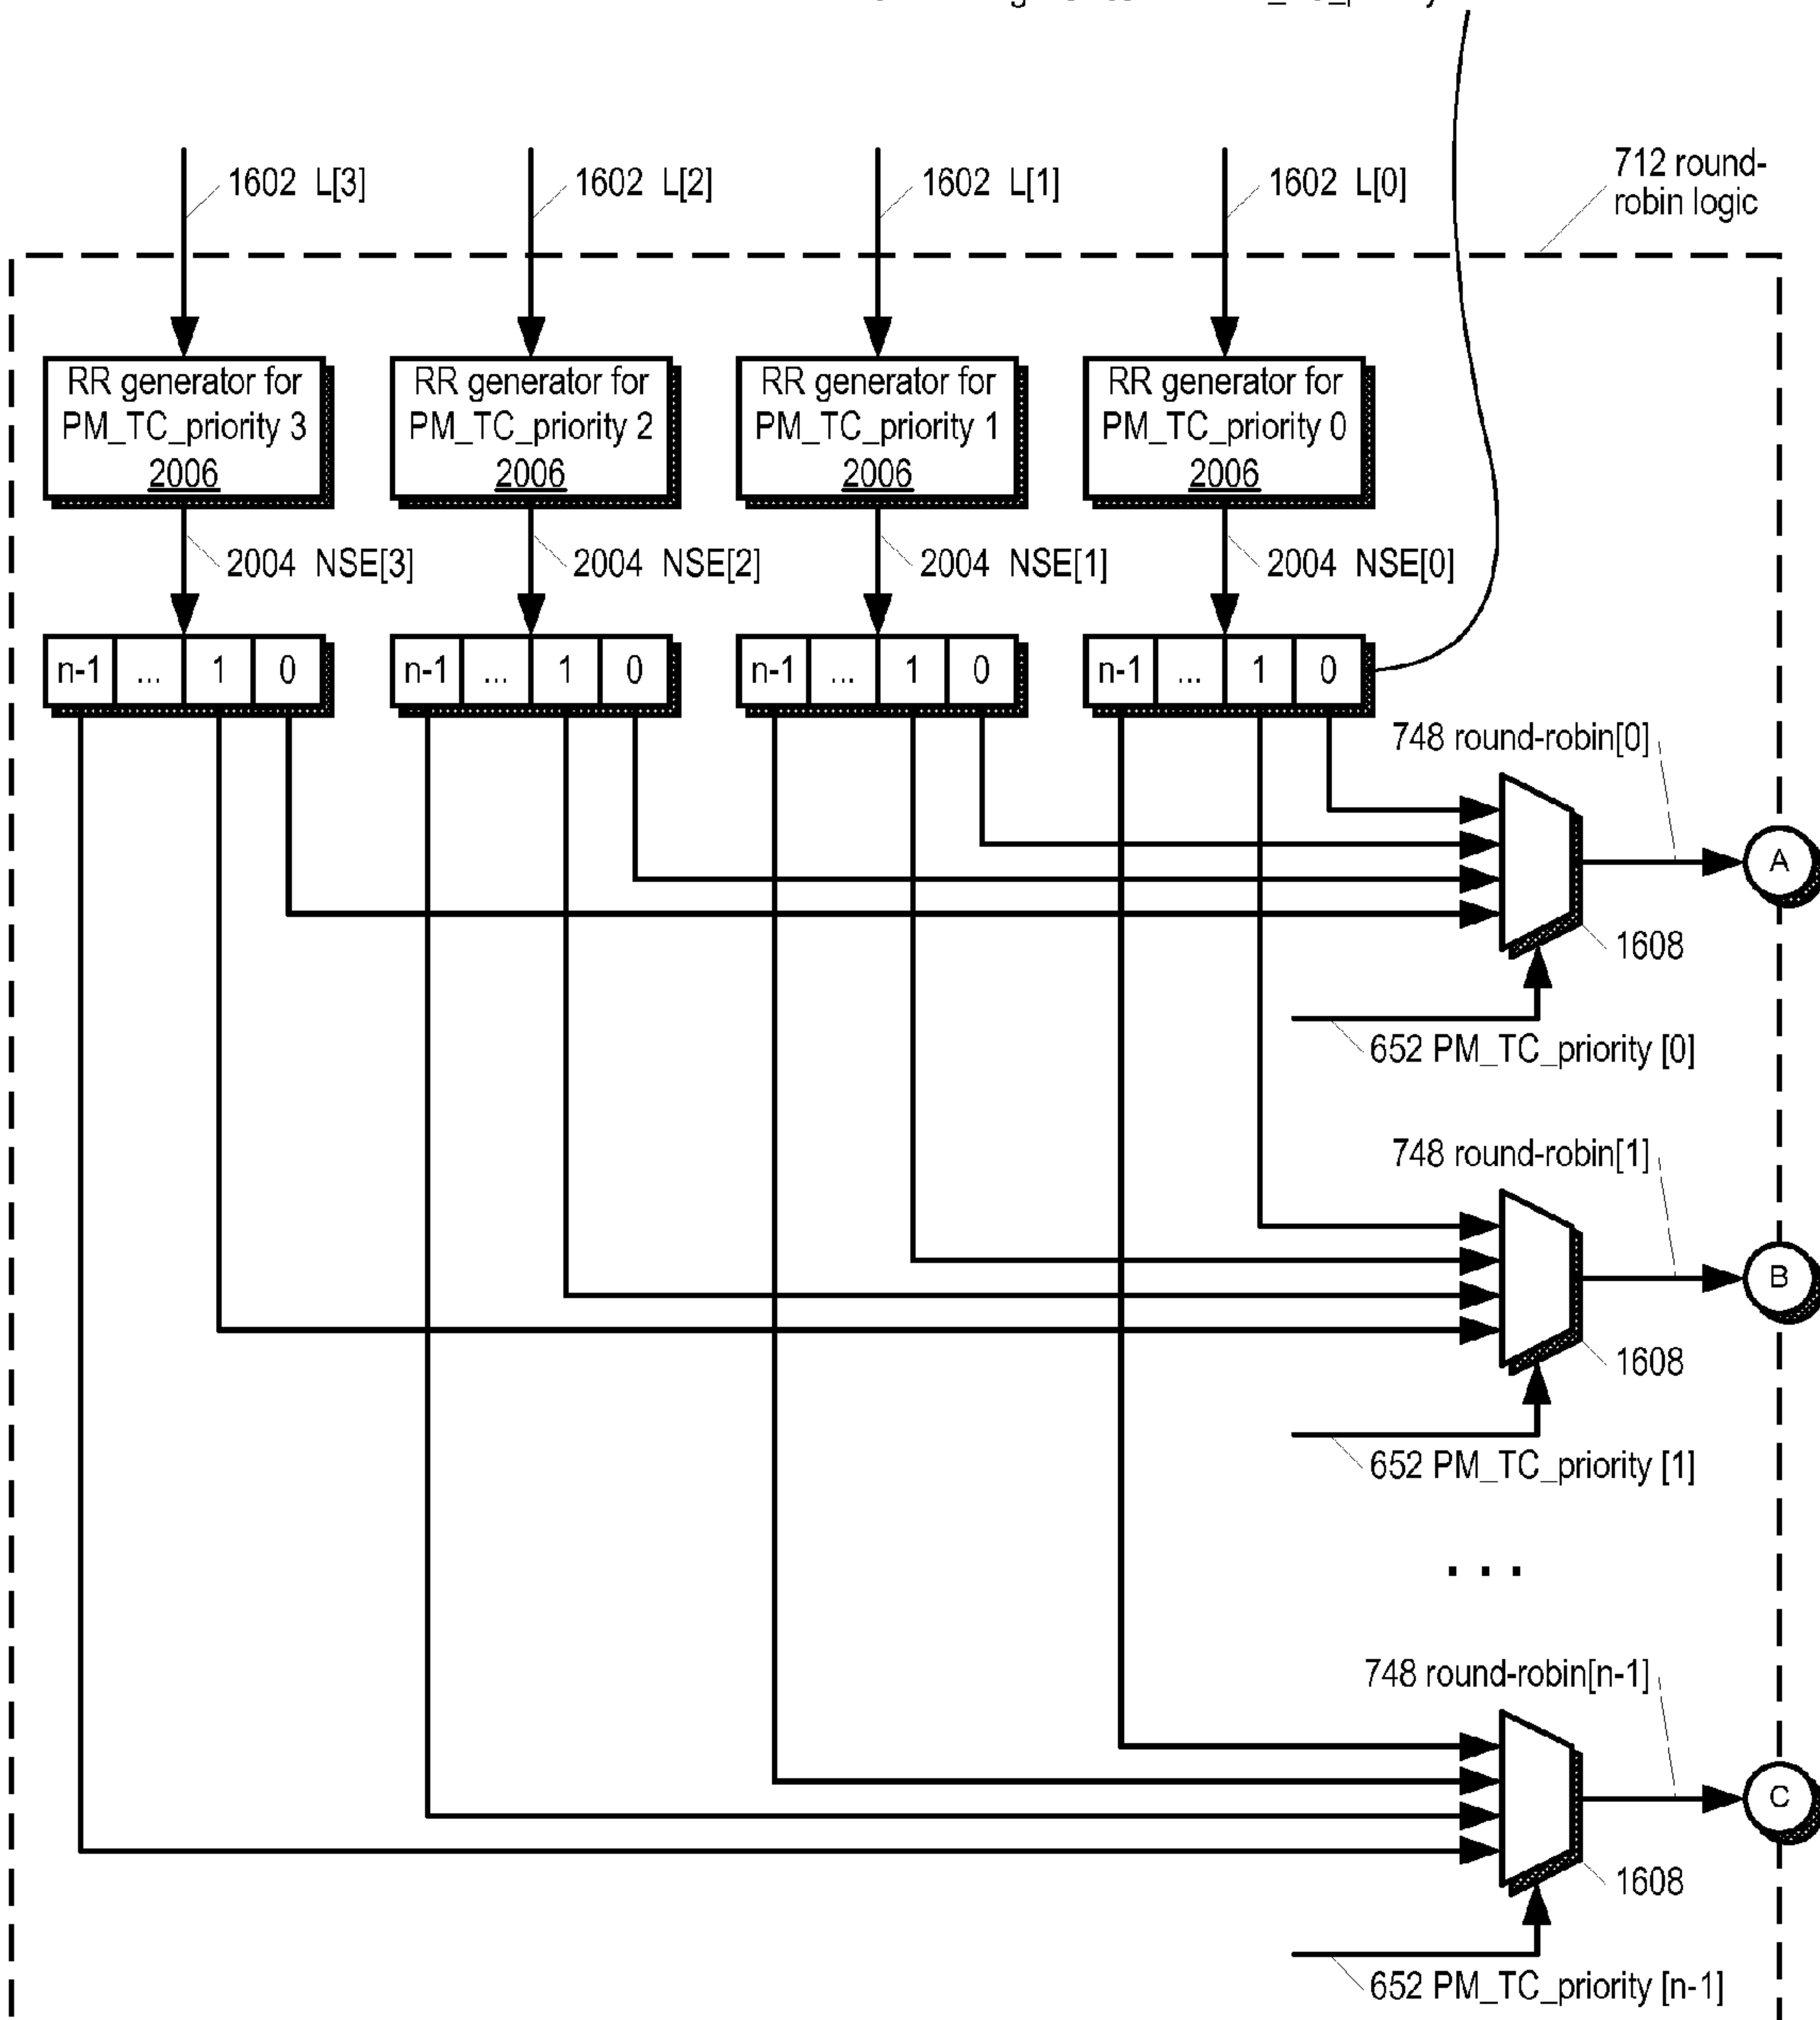 1602 L[3]
1602 L[2]
1602 L[1]
1602 L[0]
712 round-
robin logic
RR generator for
PM_TC_priority 3
2006
RR generator for
PM_TC_priority 2
2006
RR generator for
PM_TC_priority 1
2006
RR generator for
PM_TC_priority 0
2006
2004 NSE[3]
2004 NSE[2]
2004 NSE[1]
2004 NSE[0]
n-1 ... 1 0
n-1 ... 1 0
n-1 ... 1 0
n-1 ... 1 0
748 round-robin[0]
A
1608
652 PM_TC_priority [0]
748 round-robin[1]
B
1608
652 PM_TC_priority [1]
. . .
748 round-robin[n-1]
C
1608
652 PM_TC_priority [n-1]